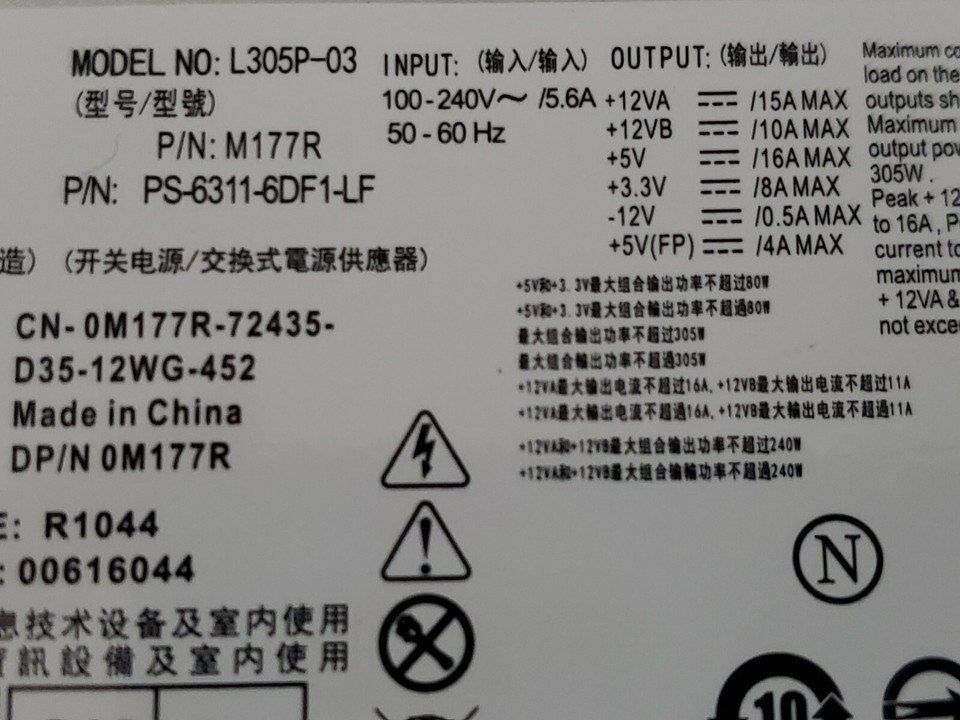 MODEL NO: L305P-03
(型号/型號)
P/N: M177R
P/N: PS-6311-6DF1-LF
造) (开关电源/交换式電源供應器)
CN- 0M177R-72435-
D35-12WG-452
Made in China
DP/N 0M177R
E: R1044
: 00616044
息技术设备及室内使用
資訊設備及室内使用
INPUT: (输入/输入)
100-240V～ /5.6A
50-60 Hz
OUTPUT: (输出/輸出)
+12VA /15A MAX
+12VB /10A MAX
+5V /16A MAX
+3.3V /8A MAX
-12V /0.5A MAX
+5V(FP) /4A MAX
+5V和+3.3V最大组合输出功率不超过80W
+5V和+3.3V最大组合输出功率不超過80W
最大组合输出功率不超过305W
最大组合输出功率不超過305W
+12VA最大输出电流不超过16A, +12VB最大输出电流不超过11A
+12VA最大輸出电流不超過16A, +12VB最大輸出电流不超過11A
+12VA和+12VB最大组合输出功率不超过240W
+12VA和+12VB最大组合输輸功率不超過240W
Maximum co
load on the
outputs sh
Maximum
output pow
305W .
Peak + 12
to 16A , P
current to
maximum
+ 12VA &
not excee
N
10